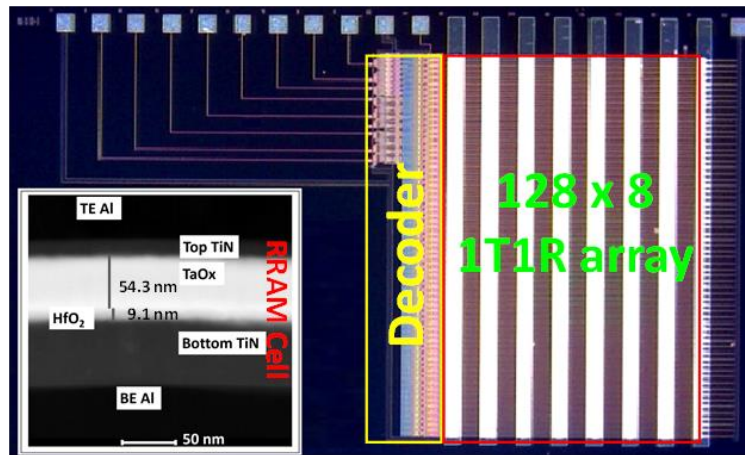 Decoder
128 x 8
1T1R array
TE Al
Top TiN
TaOx
54.3 nm
HfO₂
9.1 nm
Bottom TiN
BE Al
50 nm
RRAM Cell